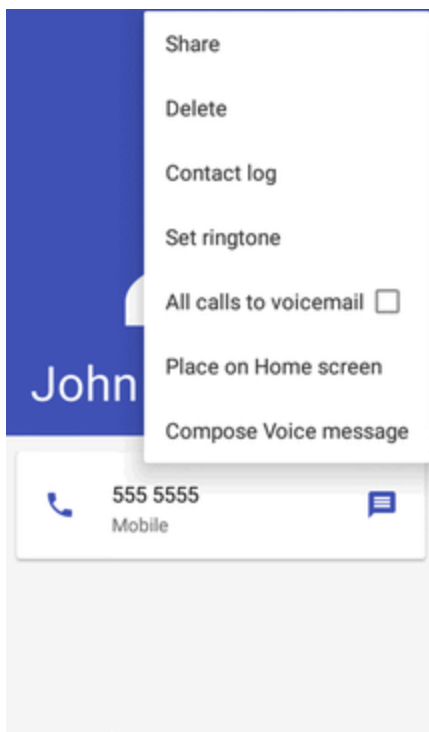 Share
Delete
Contact log
Set ringtone
All calls to voicemail
Place on Home screen
Compose Voice message
John
555 5555
Mobile